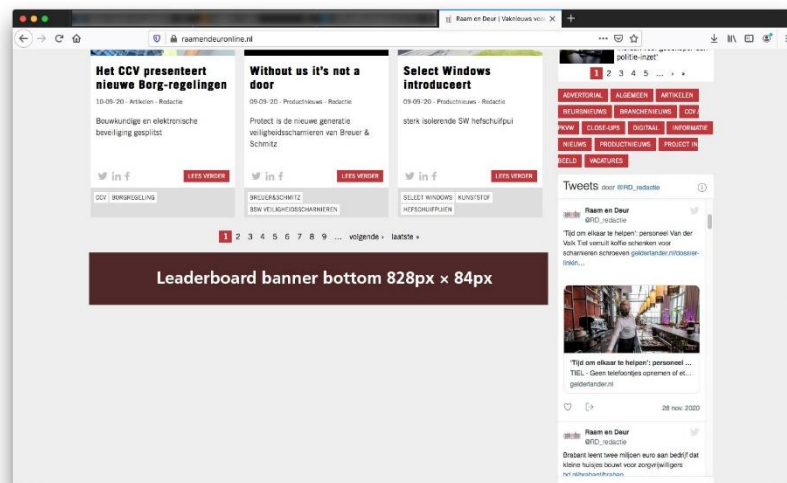 Raam en Deur | Vaknieuws voor
raamendeuronline.nl
Het CCV presenteert
nieuwe Borg-regelingen
10-09-20 - Artikelen - Redactie
Bouwkundige en elektronische
beveiliging gesplitst
LEES VERDER
CCV BORGREGELING
Without us it's not a
door
09-09-20 - Productnieuws - Redactie
Protect is de nieuwe generatie
veiligheidsscharnieren van Breuer &
Schmitz
LEES VERDER
BREUER&SCHMITZ
BSW VEILIGHEIDSSCHARNIEREN
Select Windows
introduceert
09-09-20 - Productnieuws - Redactie
sterk isolerende SW hefschuifpui
LEES VERDER
SELECT WINDOWS KUNSTSTOF
HEFSCHUIFPUIEN
1 2 3 4 5 6 7 8 9 ... volgende › laatste »
Leaderboard banner bottom 828px × 84px
politie-inzet'
1 2 3 4 5 ... › »
ADVERTORIAL ALGEMEEN ARTIKELEN
BEURSNIEUWS BRANCHENIEUWS CCV /
PKVW CLOSE-UPS DIGITAAL INFORMATIE
NIEUWS PRODUCTNIEUWS PROJECT IN
BEELD VACATURES
Tweets door @RD_redactie
Raam en Deur
@RD_redactie
'Tijd om elkaar te helpen': personeel Van der
Valk Tiel verruilt koffie schenken voor
scharnieren schroeven gelderlander.nl/dossier-
linkin...
'Tijd om elkaar te helpen': personeel ...
TIEL - Geen telefoontjes opnemen of et...
gelderlander.nl
28 nov. 2020
Raam en Deur
@RD_redactie
Brabant leent twee miljoen euro aan bedrijf dat
kleine huisjes bouwt voor zorgvrijwilligers
bd.nl/brabant/braban...